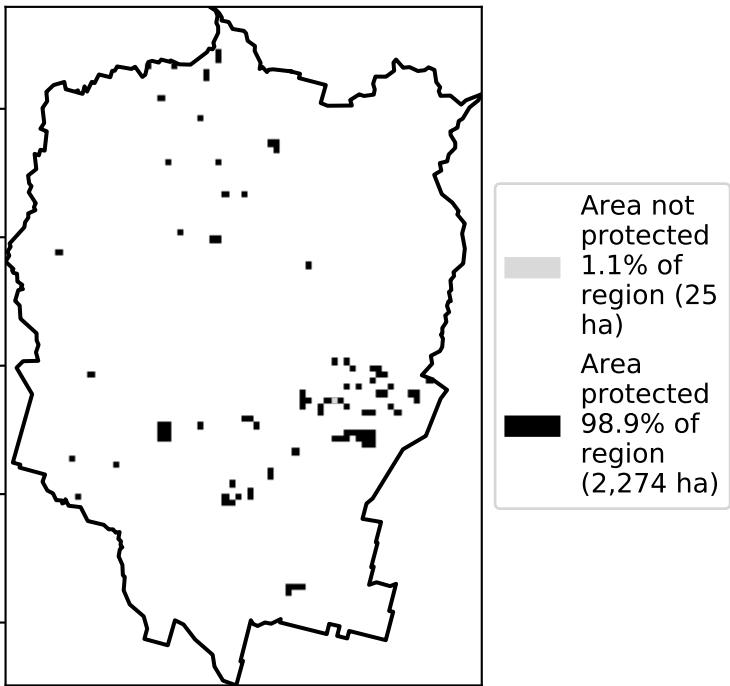 Area not
protected
1.1% of
region (25
ha)
Area
protected
98.9% of
region
(2,274 ha)